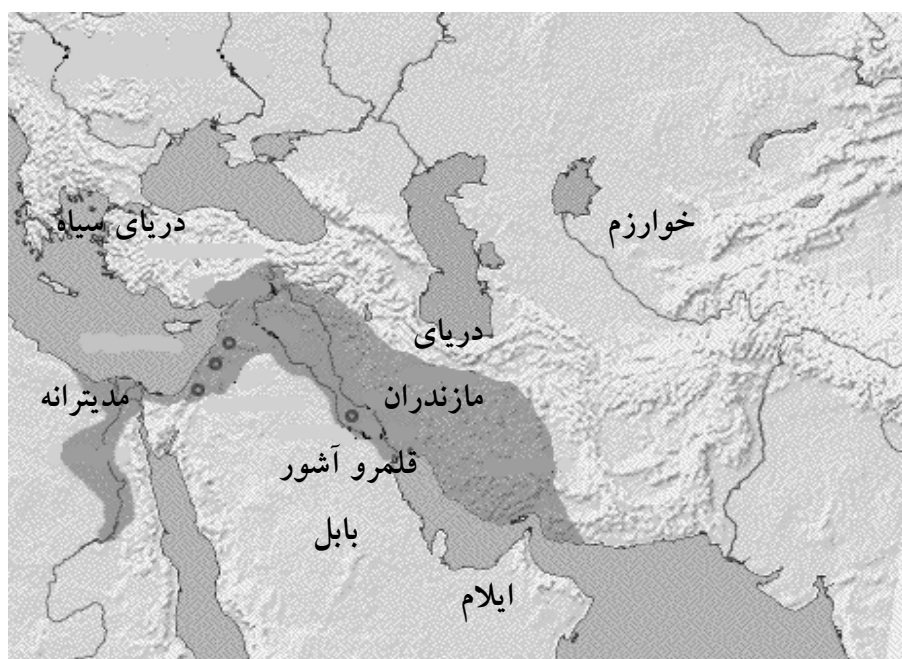 خوارزم
دریای سیاه
دریای
مازندران
مدیترانه
قلمرو آشور
بابل
ایلام